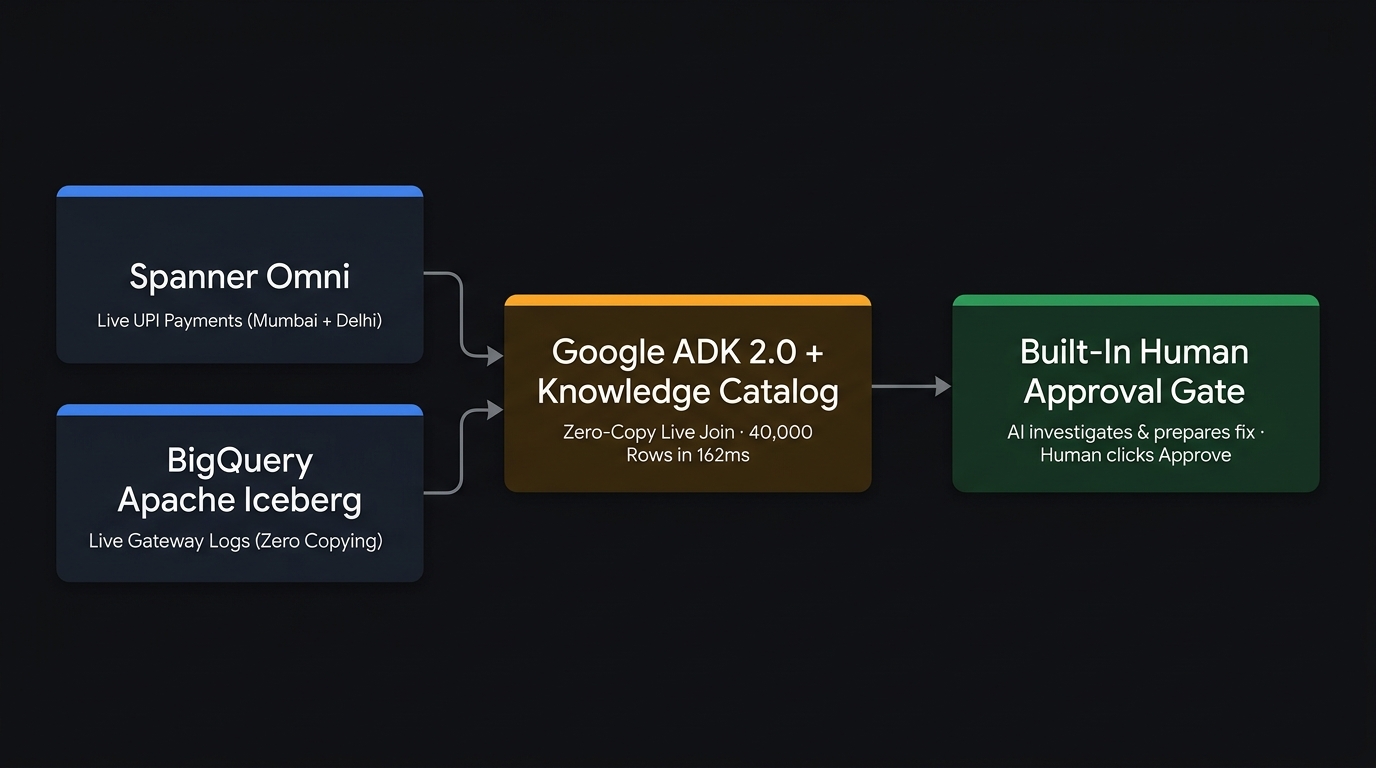 Spanner Omni
Live UPI Payments (Mumbai + Delhi)
BigQuery
Apache Iceberg
Live Gateway Logs (Zero Copying)
Google ADK 2.0 +
Knowledge Catalog
Zero-Copy Live Join · 40,000
Rows in 162ms
Built-In Human
Approval Gate
AI investigates & prepares fix ·
Human clicks Approve